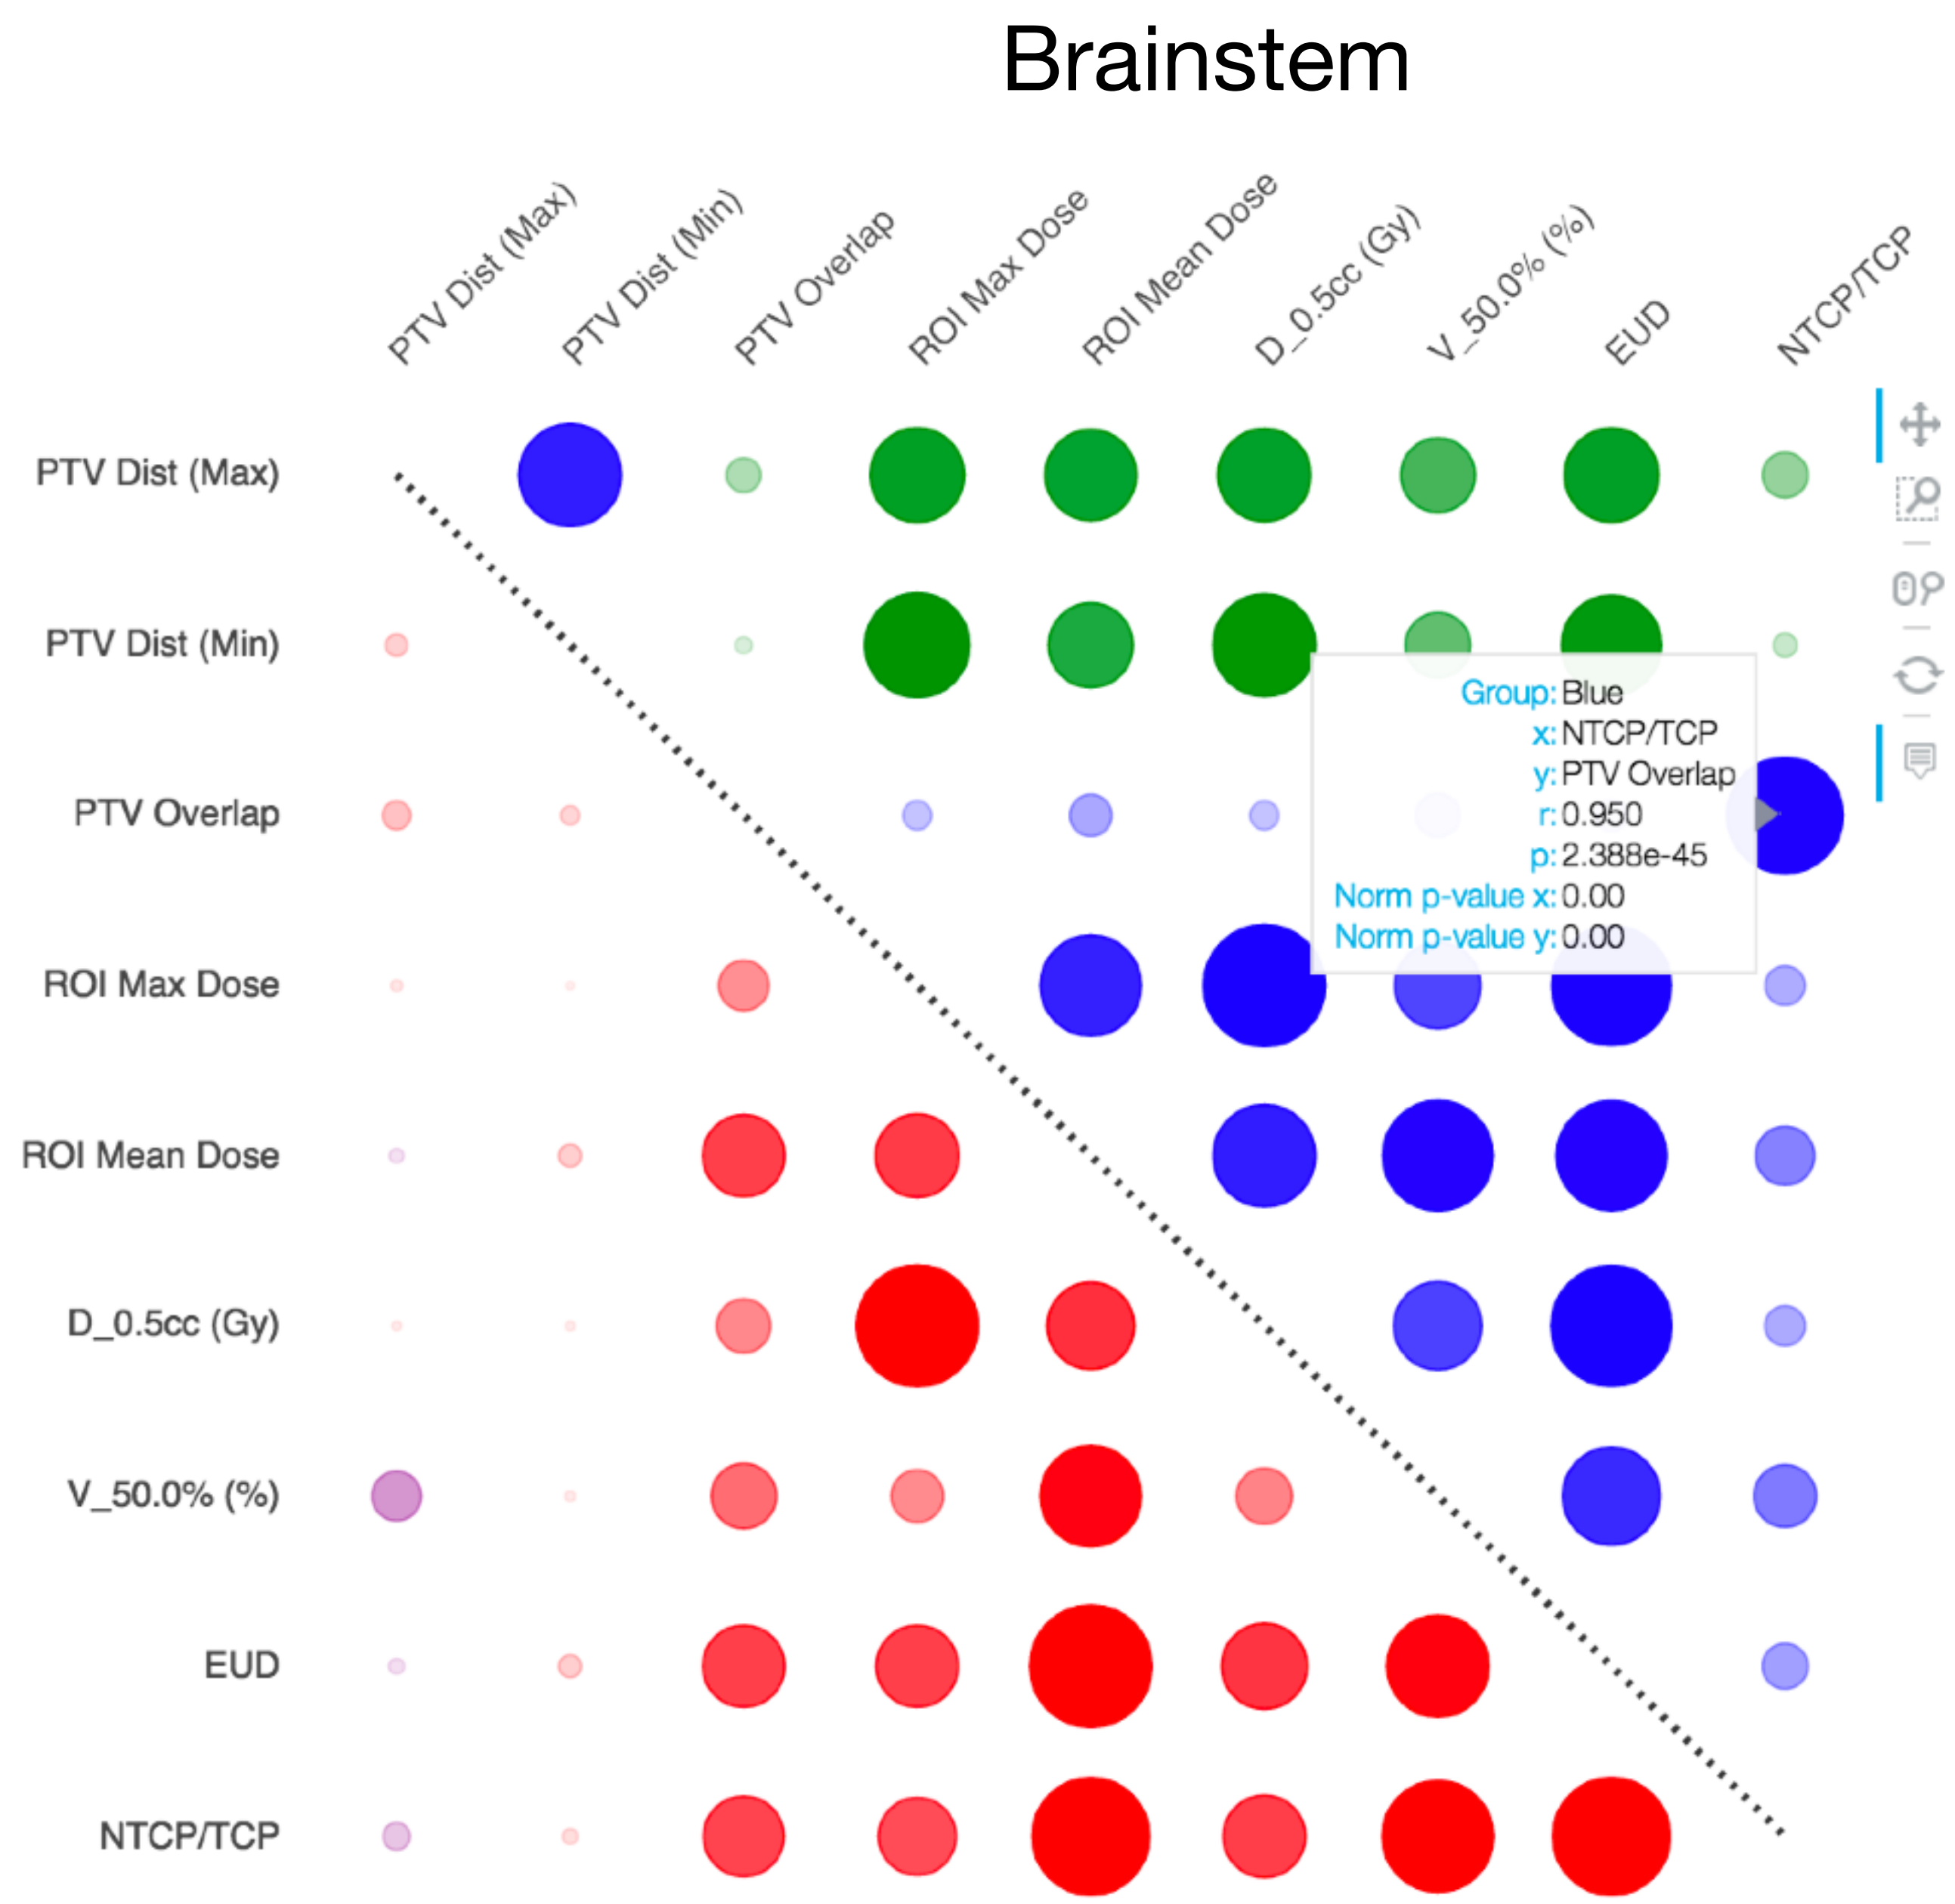 Brainstem
PTV Dist (Max)
PTV Dist (Min)
PTV Overlap
ROI Max Dose
ROI Mean Dose
D_0.5cc (Gy)
V_50.0% (%)
EUD
NTCP/TCP
PTV Dist (Max)
PTV Dist (Min)
Group: Blue
x: NTCP/TCP
y: PTV Overlap
r: 0.950
p: 2.388e-45
Norm p-value x: 0.00
Norm p-value y: 0.00
PTV Overlap
ROI Max Dose
ROI Mean Dose
D_0.5cc (Gy)
V_50.0% (%)
EUD
NTCP/TCP